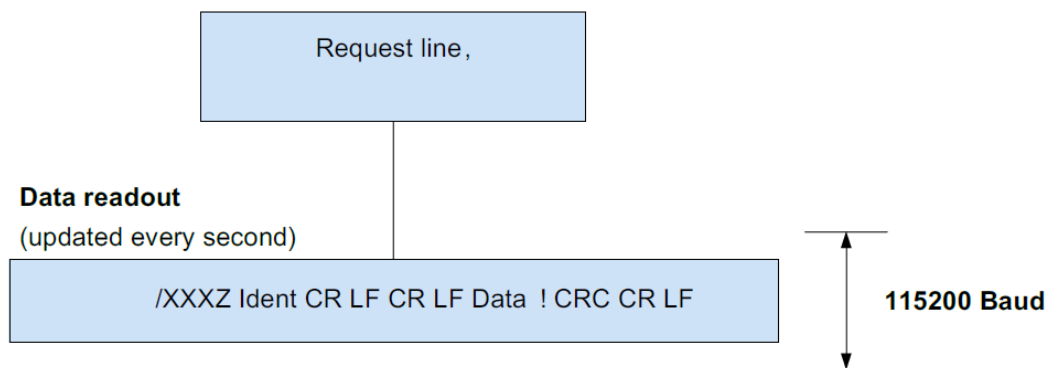 Request line,
Data readout
(updated every second)
/XXXZ Ident CR LF CR LF Data ! CRC CR LF
115200 Baud